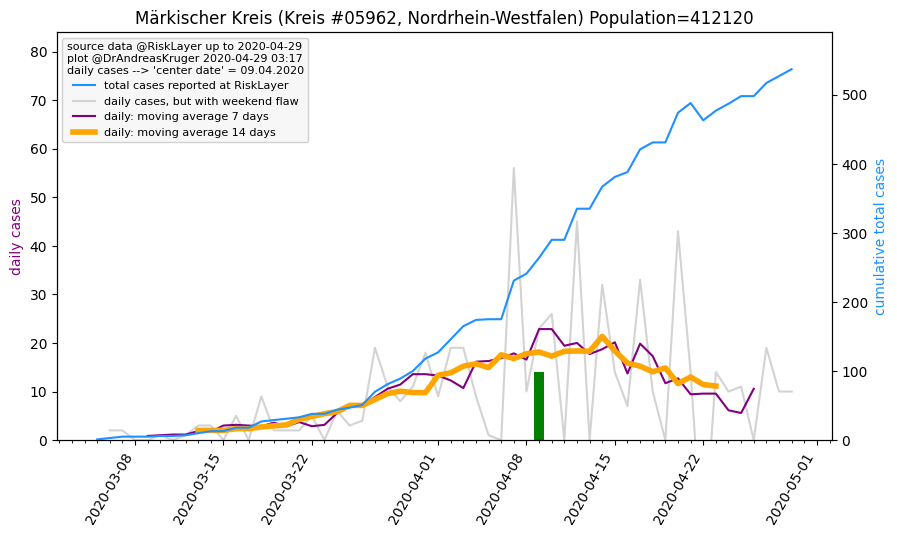 Märkischer Kreis (Kreis #05962, Nordrhein-Westfalen) Population=412120
source data @RiskLayer up to 2020-04-29
plot @DrAndreasKruger 2020-04-29 03:17
daily cases --> 'center date' = 09.04.2020
total cases reported at RiskLayer
daily cases, but with weekend flaw
daily: moving average 7 days
daily: moving average 14 days
daily cases
80
70
60
50
40
30
20
10
0
cumulative total cases
500
400
300
200
100
0
2020-03-08
2020-03-15
2020-03-22
2020-04-01
2020-04-08
2020-04-15
2020-04-22
2020-05-01